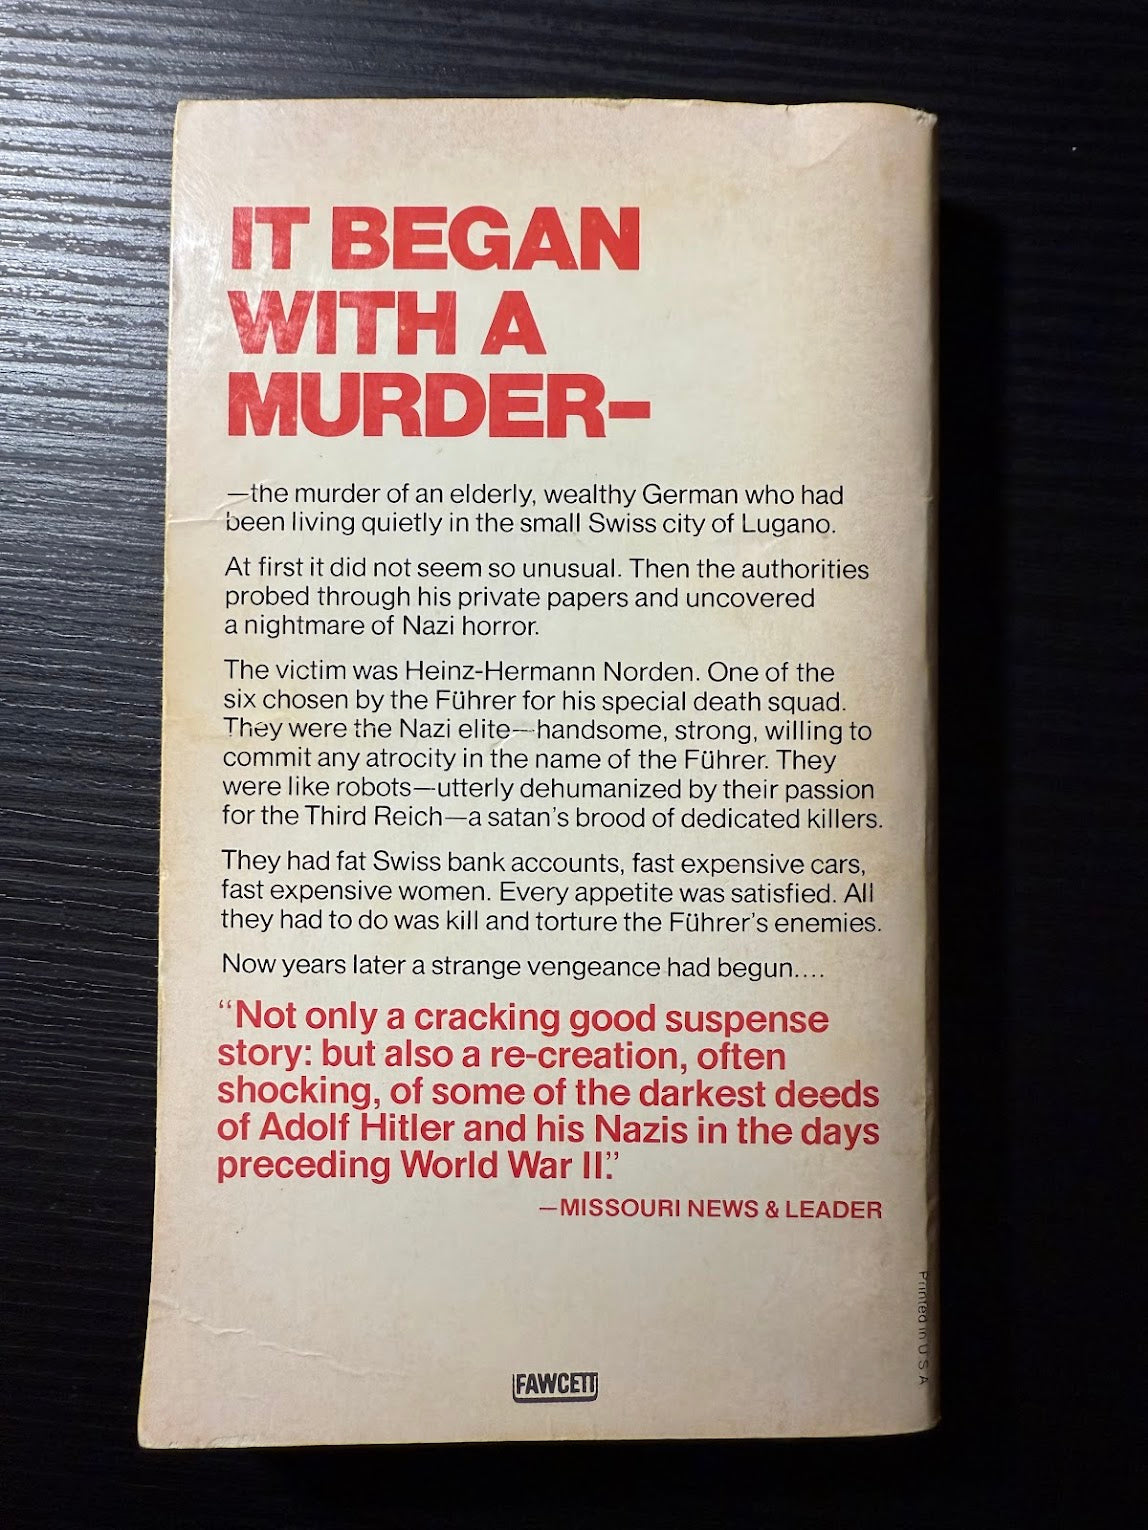 IT BEGAN
WITH A
MURDER–
—the murder of an elderly, wealthy German who had
been living quietly in the small Swiss city of Lugano.
At first it did not seem so unusual. Then the authorities
probed through his private papers and uncovered
a nightmare of Nazi horror.
The victim was Heinz-Hermann Norden. One of the
six chosen by the Führer for his special death squad.
They were the Nazi elite—handsome, strong, willing to
commit any atrocity in the name of the Führer. They
were like robots—utterly dehumanized by their passion
for the Third Reich—a satan's brood of dedicated killers.
They had fat Swiss bank accounts, fast expensive cars,
fast expensive women. Every appetite was satisfied. All
they had to do was kill and torture the Führer's enemies.
Now years later a strange vengeance had begun....
“Not only a cracking good suspense
story: but also a re-creation, often
shocking, of some of the darkest deeds
of Adolf Hitler and his Nazis in the days
preceding World War II.”
—MISSOURI NEWS & LEADER
Printed in U S A
FAWCETT